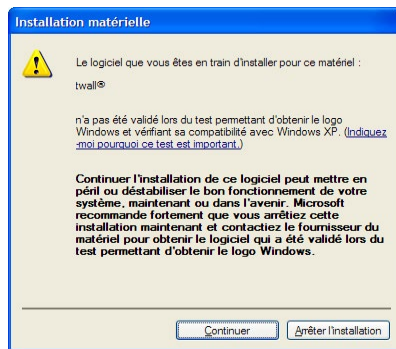 Installation matérielle
Le logiciel que vous êtes en train d'installer pour ce matériel :
twall®
n'a pas été validé lors du test permettant d'obtenir le logo
Windows et vérifiant sa compatibilité avec Windows XP. (Indiquez
-moi pourquoi ce test est important.)
Continuer l'installation de ce logiciel peut mettre en
péril ou déstabiliser le bon fonctionnement de votre
système, maintenant ou dans l'avenir. Microsoft
recommande fortement que vous arrêtiez cette
installation maintenant et contactiez le fournisseur du
matériel pour obtenir le logiciel qui a été validé lors du
test permettant d'obtenir le logo Windows.
Continuer
Arrêter l'installation